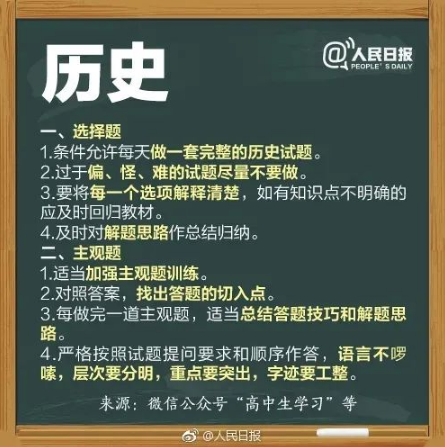 历史
@人民日报
PEOPLE'S DAILY
一、选择题
1.条件允许每天做一套完整的历史试题。
2.过于偏、怪、难的试题尽量不要做。
3.要将每一个选项解释清楚，如有知识点不明确的
应及时回归教材。
4.及时对解题思路作总结归纳。
二、主观题
1.适当加强主观题训练。
2.对照答案，找出答题的切入点。
3.每做完一道主观题，适当总结答题技巧和解题思
路。
4.严格按照试题提问要求和顺序作答，语言不啰
嗦，层次要分明，重点要突出，字迹要工整。
来源：微信公众号“高中生学习”等
@人民日报